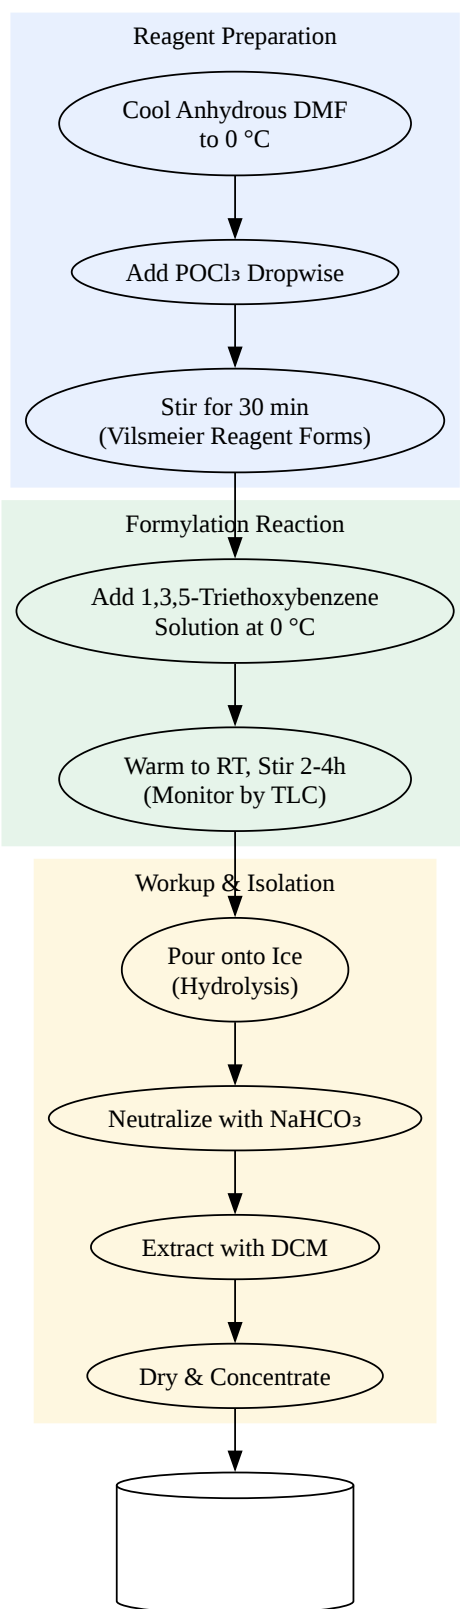 Reagent Preparation
Cool Anhydrous DMF
to 0 °C
Add POCl₃ Dropwise
Stir for 30 min
(Vilsmeier Reagent Forms)
Formylation Reaction
Add 1,3,5-Triethoxybenzene
Solution at 0 °C
Warm to RT, Stir 2-4h
(Monitor by TLC)
Workup & Isolation
Pour onto Ice
(Hydrolysis)
Neutralize with NaHCO₃
Extract with DCM
Dry & Concentrate